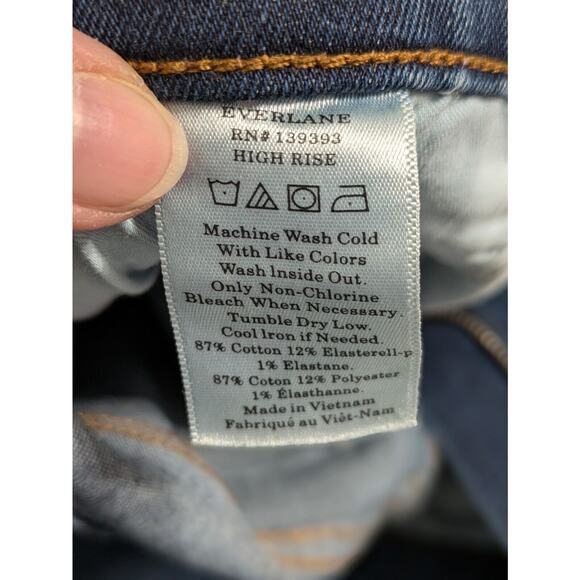 EVERLANE
RN# 139393
HIGH RISE
Machine Wash Cold
With Like Colors
Wash Inside Out.
Only Non-Chlorine
Bleach When Necessary.
Tumble Dry Low.
Cool Iron if Needed.
87% Cotton 12% Elasterell-p
1% Elastane.
87% Coton 12% Polyester
1% Élasthanne.
Made in Vietnam
Fabriqué au Viêt-Nam